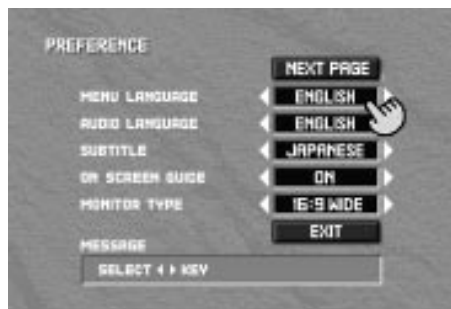 PREFERENCE
NEXT PAGE
MENU LANGUAGE ENGLISH
AUDIO LANGUAGE ENGLISH
SUBTITLE JAPANESE
ON SCREEN GUIDE ON
MONITOR TYPE 16:9 WIDE
EXIT
MESSAGE
SELECT ◀ ▶ KEY